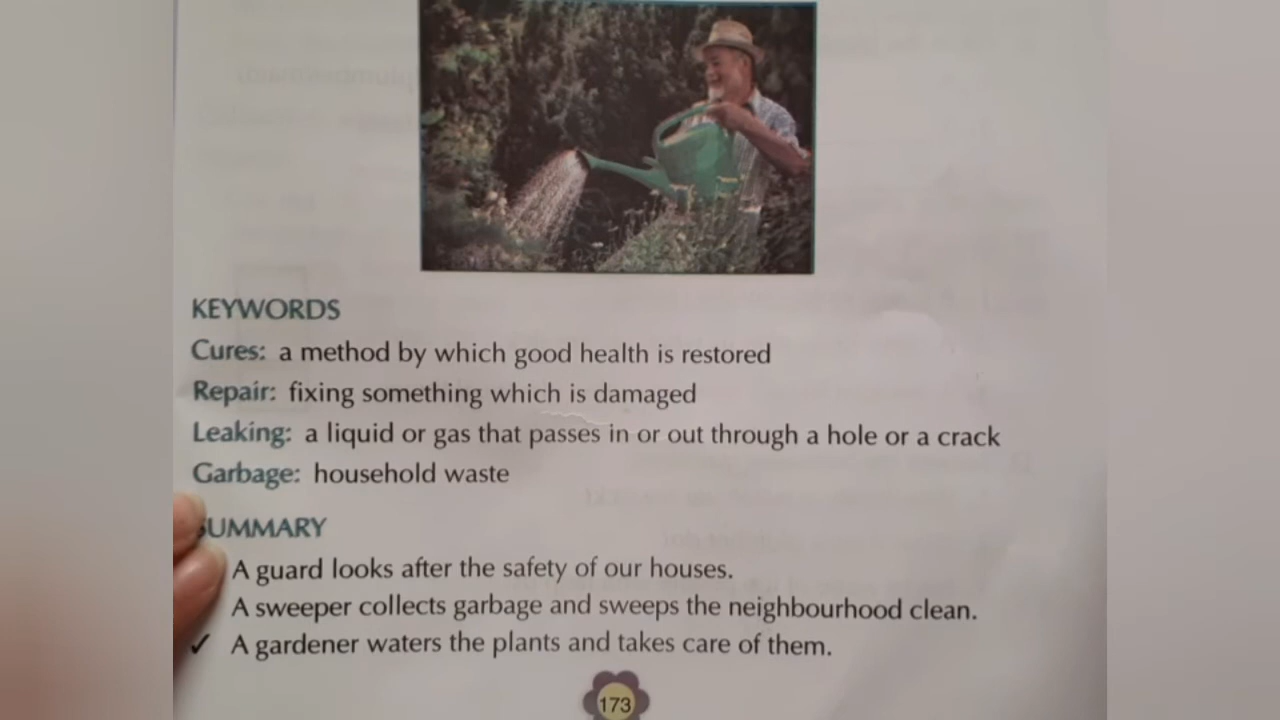 KEYWORDS
Cures: a method by which good health is restored
Repair: fixing something which is damaged
Leaking: a liquid or gas that passes in or out through a hole or a crack
Garbage: household waste
SUMMARY
A guard looks after the safety of our houses.
A sweeper collects garbage and sweeps the neighbourhood clean.
✓ A gardener waters the plants and takes care of them.
173